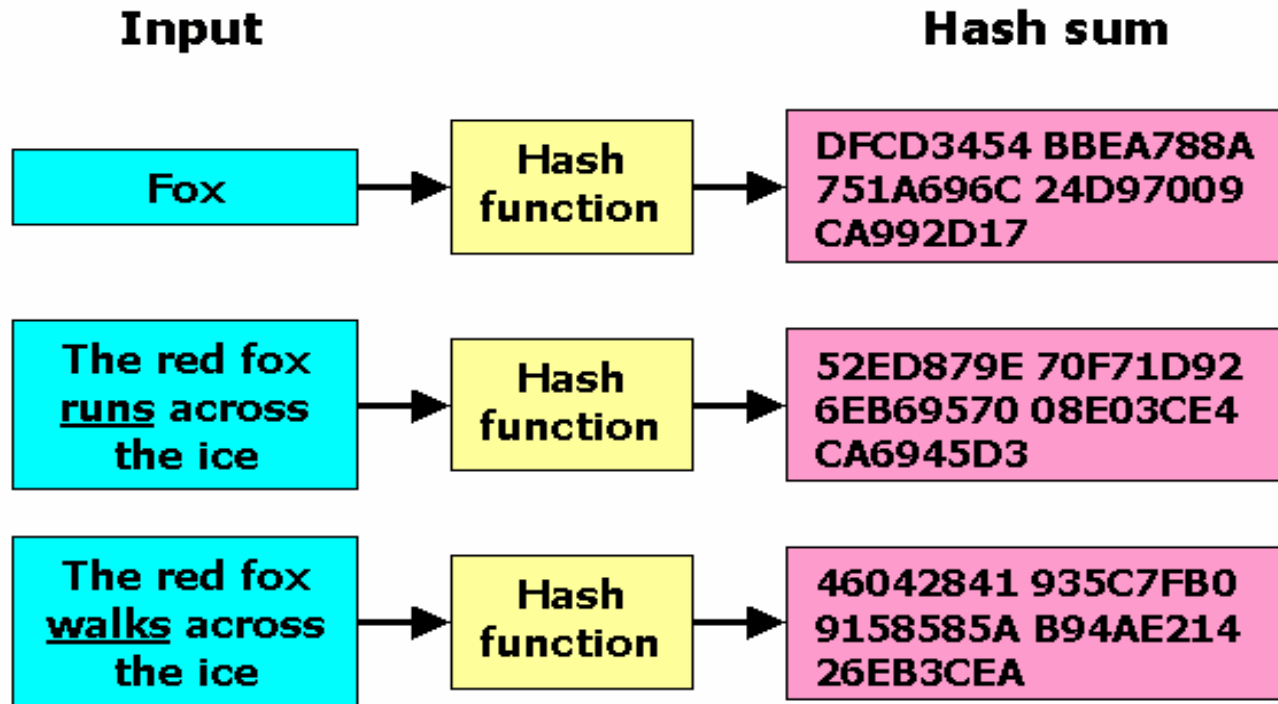 Input
Hash sum
Fox
Hash
function
DFCD3454 BBEA788A
751A696C 24D97009
CA992D17
The red fox
runs across
the ice
Hash
function
52ED879E 70F71D92
6EB69570 08E03CE4
CA6945D3
The red fox
walks across
the ice
Hash
function
46042841 935C7FB0
9158585A B94AE214
26EB3CEA